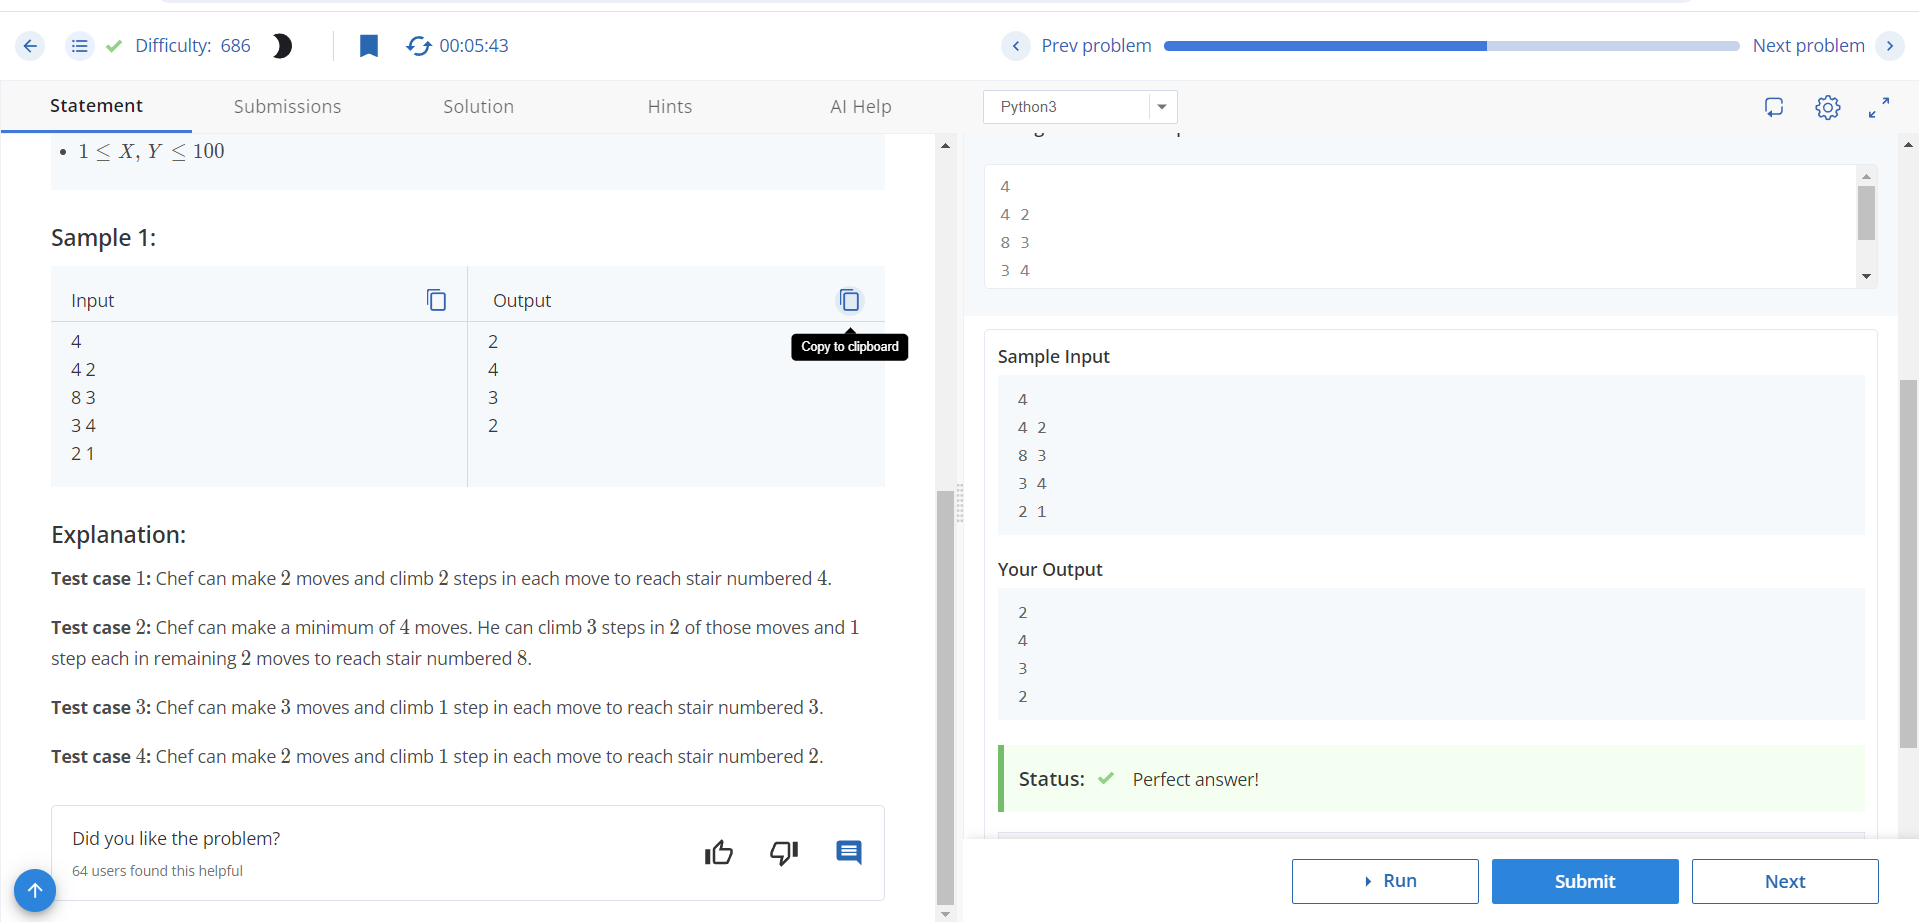 Difficulty: 686
00:05:43
Prev problem
Next problem
Statement
Submissions
Solution
Hints
AI Help
Python3
• 1 ≤ X, Y ≤ 100
Sample 1:
Input
Output
4
4 2
8 3
3 4
2 1
2
4
3
2
Copy to clipboard
Explanation:
Test case 1: Chef can make 2 moves and climb 2 steps in each move to reach stair numbered 4.
Test case 2: Chef can make a minimum of 4 moves. He can climb 3 steps in 2 of those moves and 1
step each in remaining 2 moves to reach stair numbered 8.
Test case 3: Chef can make 3 moves and climb 1 step in each move to reach stair numbered 3.
Test case 4: Chef can make 2 moves and climb 1 step in each move to reach stair numbered 2.
Did you like the problem?
64 users found this helpful
4
4 2
8 3
3 4
Sample Input
4
4 2
8 3
3 4
2 1
Your Output
2
4
3
2
Status: Perfect answer!
Run
Submit
Next